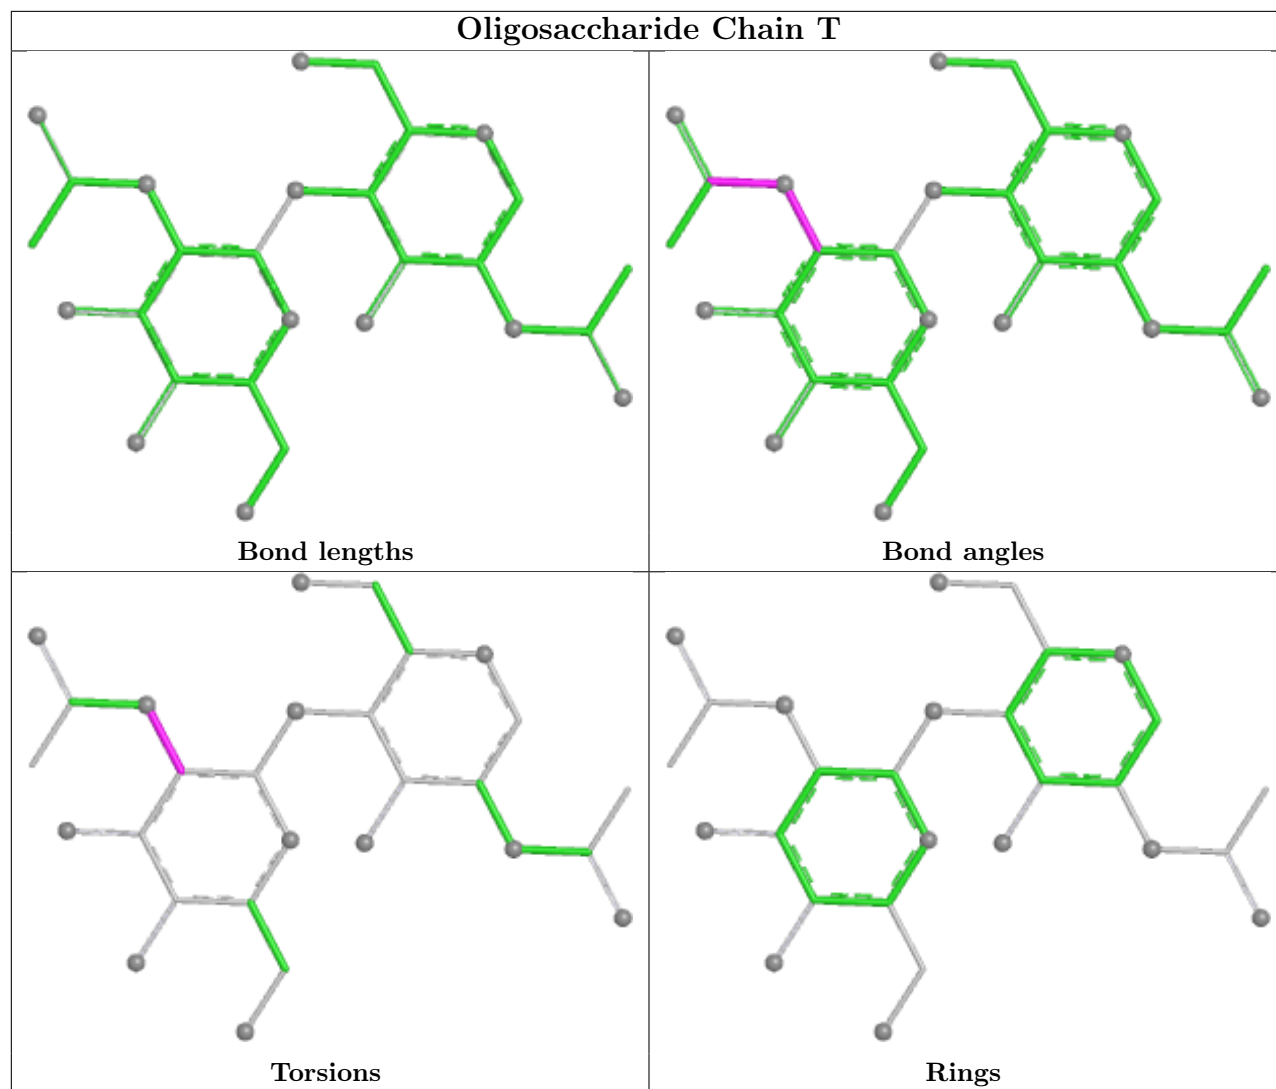 Oligosaccharide Chain T
Bond lengths
Bond angles
Torsions
Rings